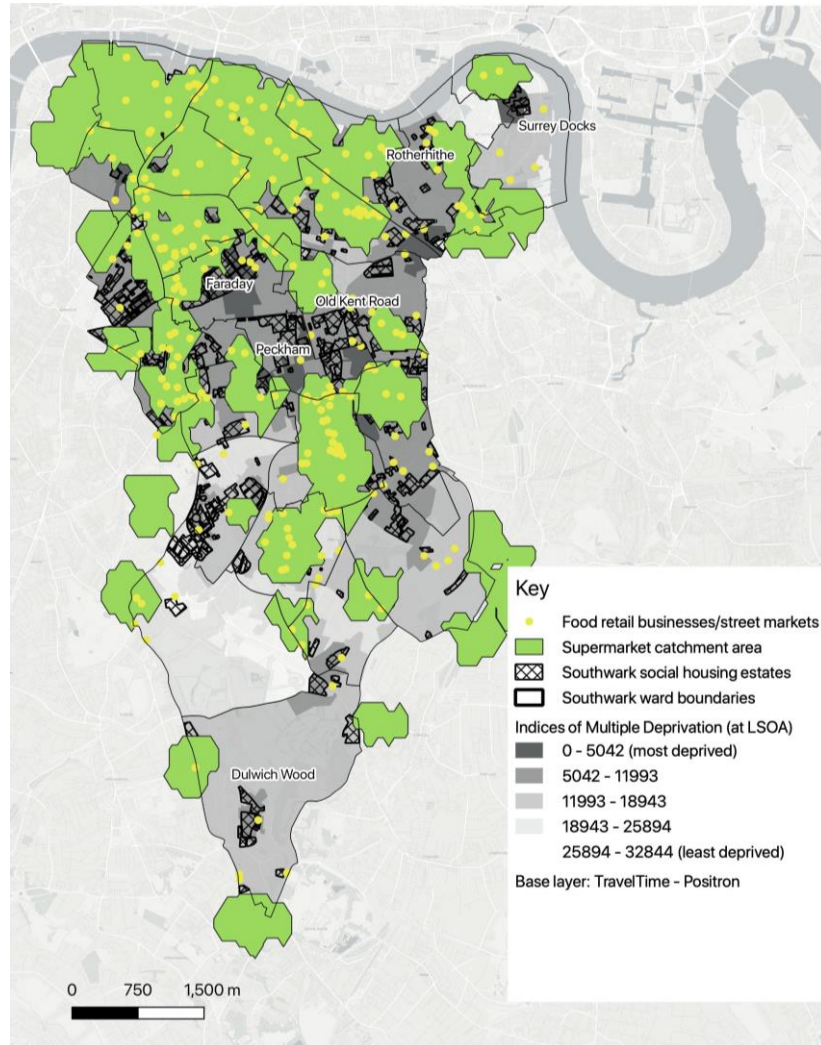 Surrey Docks
Rotherhithe
Faraday
Old Kent Road
Peckham
Dulwich Wood
Key
Food retail businesses/street markets
Supermarket catchment area
Southwark social housing estates
Southwark ward boundaries
Indices of Multiple Deprivation (at LSOA)
0 - 5042 (most deprived)
5042 - 11993
11993 - 18943
18943 - 25894
25894 - 32844 (least deprived)
Base layer: TravelTime - Positron
0 750 1,500 m